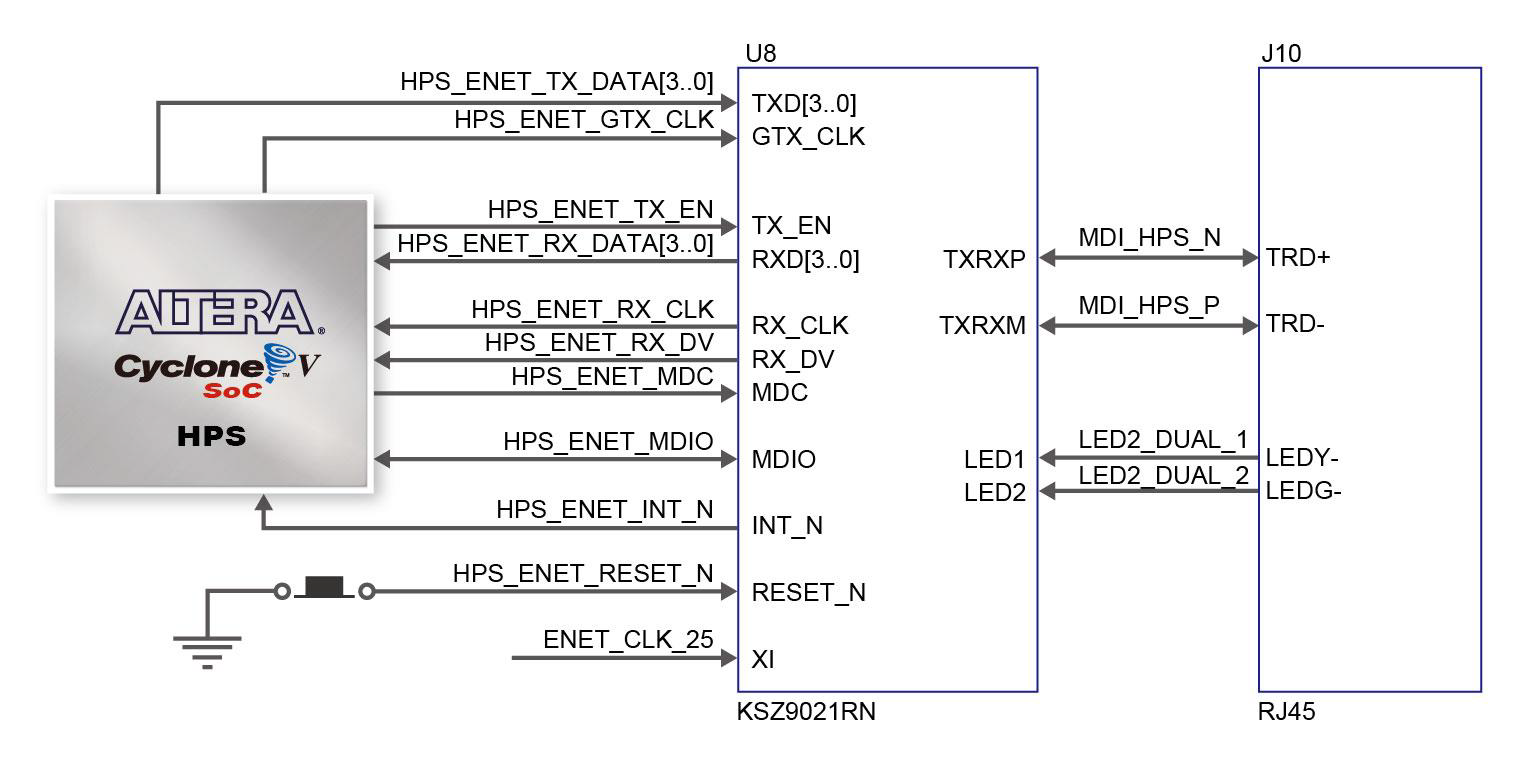 U8
J10
HPS_ENET_TX_DATA[3..0]
TXD[3..0]
HPS_ENET_GTX_CLK
GTX_CLK
HPS_ENET_TX_EN
TX_EN
HPS_ENET_RX_DATA[3..0]
RXD[3..0]
TXRXP
MDI_HPS_N
TRD+
HPS_ENET_RX_CLK
RX_CLK
TXRXM
MDI_HPS_P
TRD-
HPS_ENET_RX_DV
RX_DV
HPS_ENET_MDC
MDC
ALTERA®
Cyclone™ V
SoC
HPS
HPS_ENET_MDIO
MDIO
LED1
LED2_DUAL_1
LEDY-
LED2
LED2_DUAL_2
LEDG-
HPS_ENET_INT_N
INT_N
HPS_ENET_RESET_N
RESET_N
ENET_CLK_25
XI
KSZ9021RN
RJ45